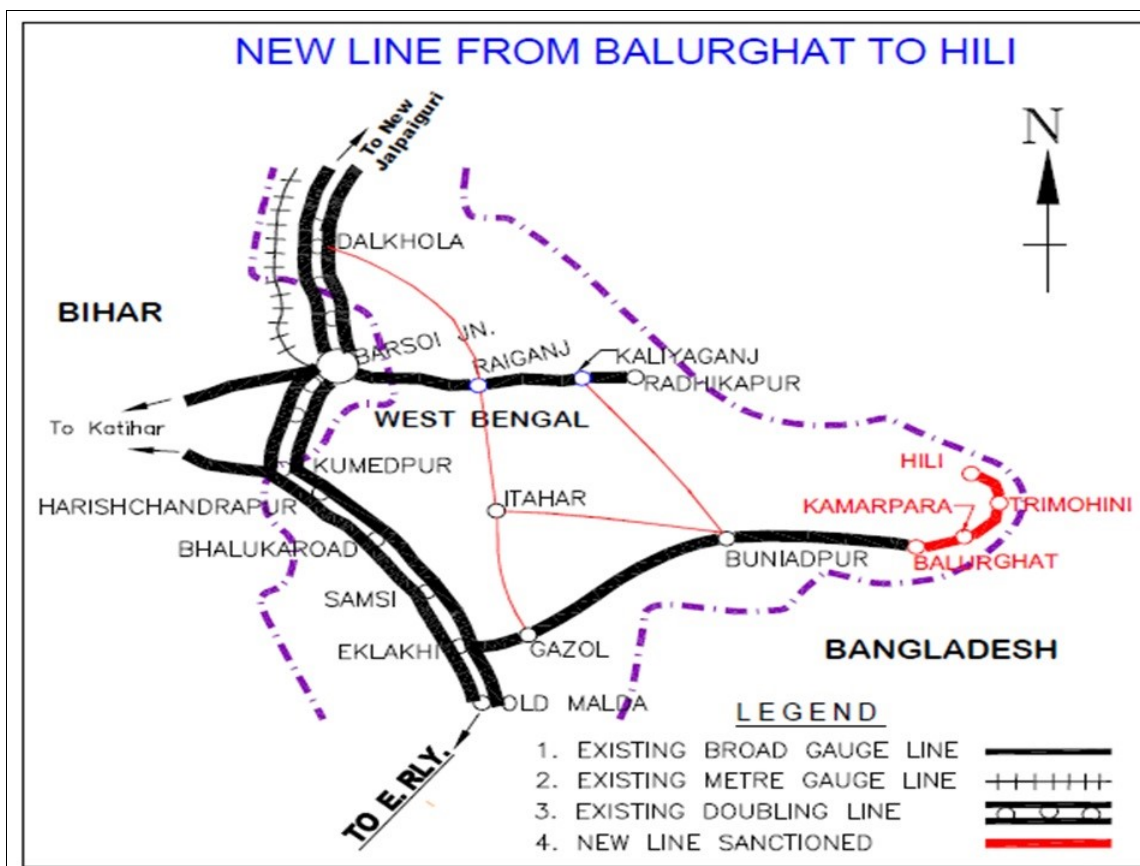 NEW LINE FROM BALURGHAT TO HILI
To New
Jalpaiguri
N
DALKHOLA
BIHAR
BARSOI JN.
RAIGANJ
KALIYAGANJ
RADHIKAPUR
WEST BENGAL
To Katihar
KUMEDPUR
HILI
HARISHCHANDRAPUR
ITAHAR
KAMARPARA
TRIMOHINI
BHALUKAROAD
BUNIADPUR
BALURGHAT
SAMSI
EKLAKHI
GAZOL
BANGLADESH
OLD MALDA
TO E. RLY.
LEGEND
1. EXISTING BROAD GAUGE LINE
2. EXISTING METRE GAUGE LINE
3. EXISTING DOUBLING LINE
4. NEW LINE SANCTIONED